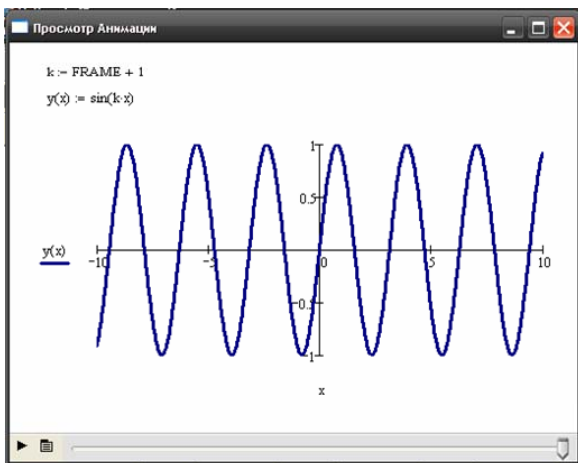 Просмотр Анимации
k := FRAME + 1
y(x) := sin(k·x)
1
0.5
y(x)
-10
-5
0
5
10
-0.5
-1
x